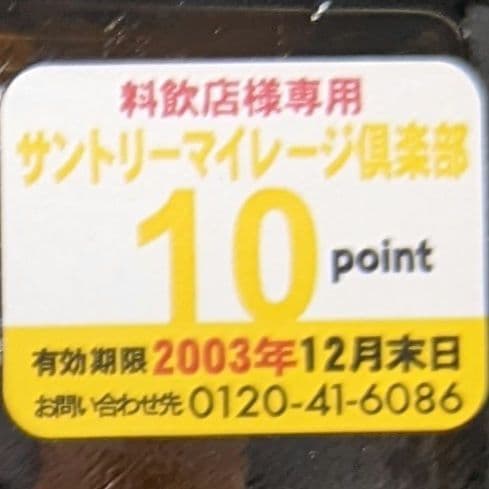 料飲店様専用
サントリーマイレージ倶楽部
10 point
有効期限 2003年12月末日
お問い合わせ先 0120-41-6086